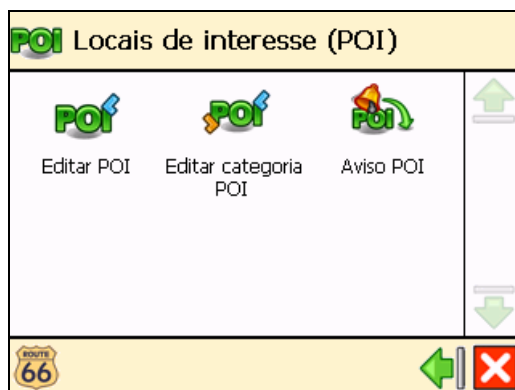 POI Locais de interesse (POI)
POI POI POI
Editar POI Editar categoria POI Aviso POI
ROUTE
66